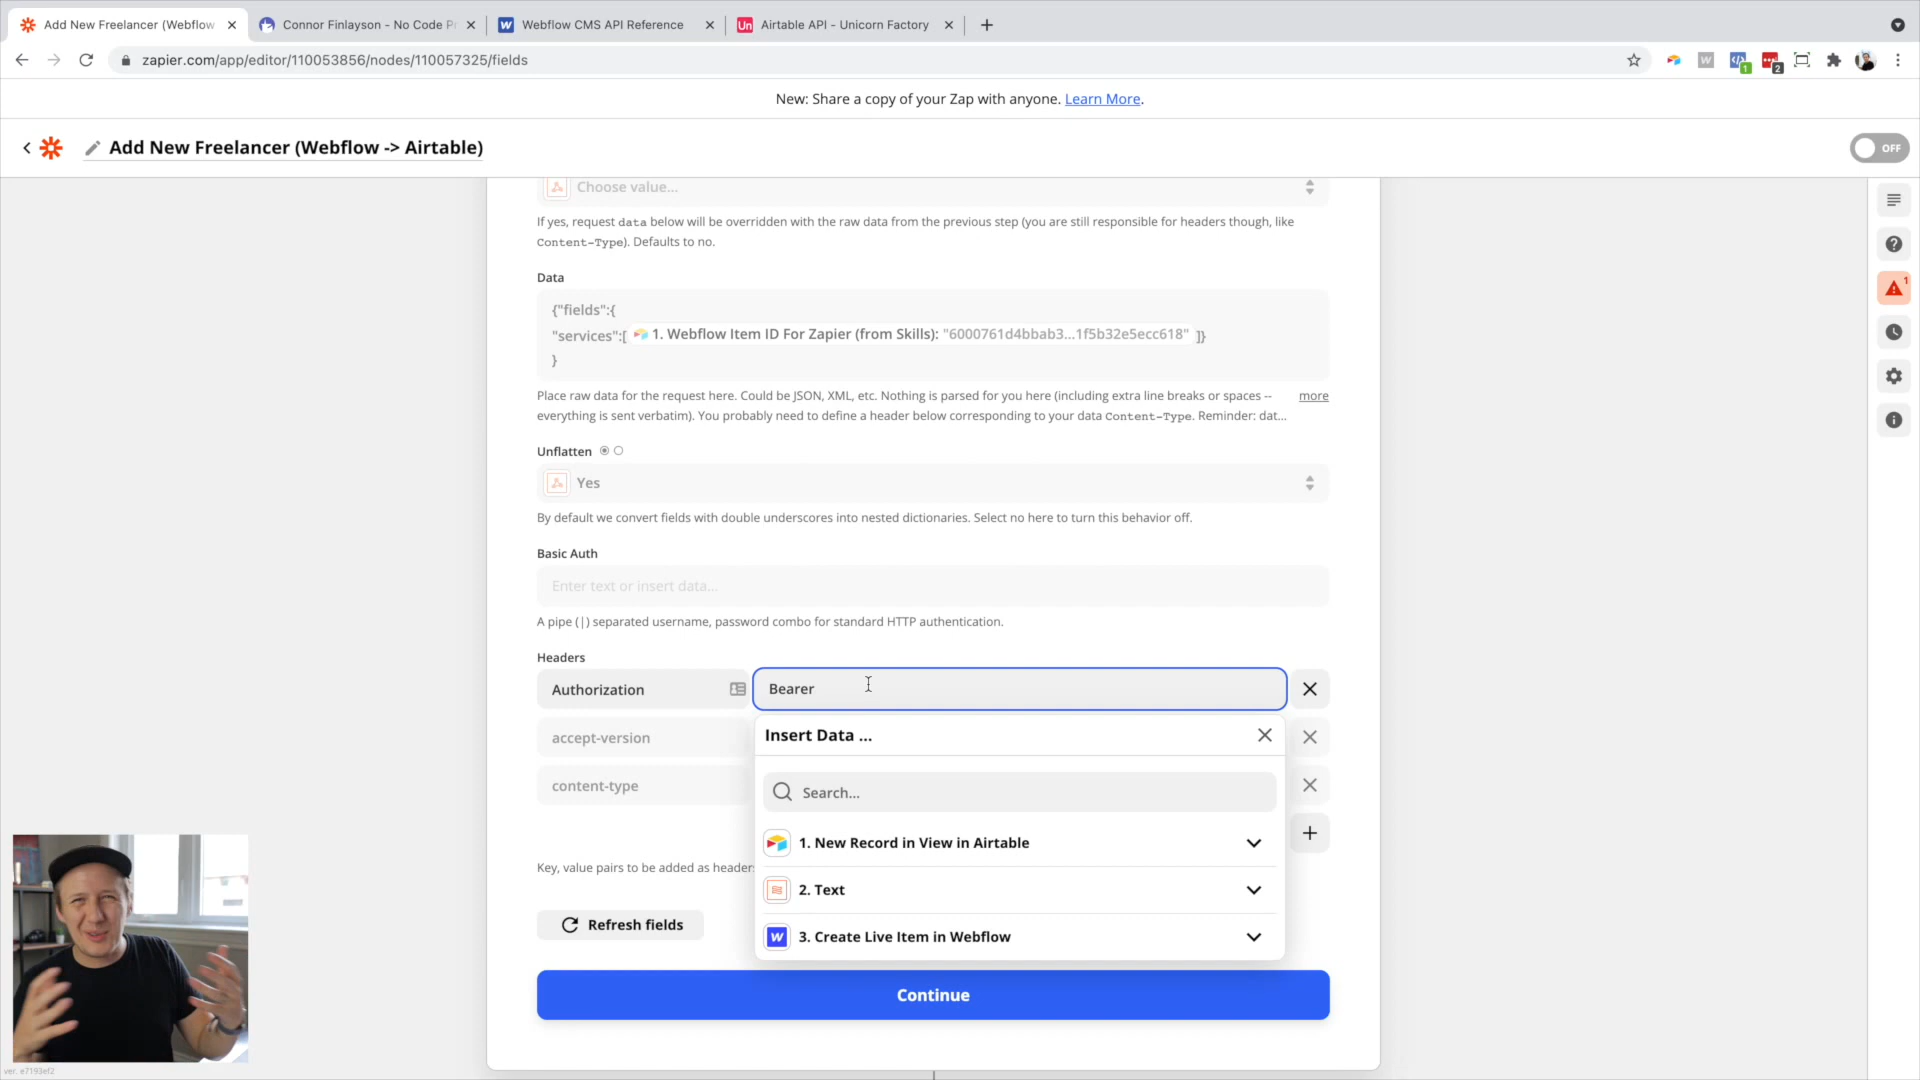 Add New Freelancer (Webflow
Connor Finlayson - No Code Pr
Webflow CMS API Reference
Un
Airtable API - Unicorn Factory
zapier.com/app/editor/110053856/nodes/110057325/fields
W
1
2
New: Share a copy of your Zap with anyone. Learn More.
Add New Freelancer (Webflow -> Airtable)
OFF
Choose value...
If yes, request data below will be overridden with the raw data from the previous step (you are still responsible for headers though, like
Content-Type). Defaults to no.
1
Data
{"fields":{
"services":[ 1. Webflow Item ID For Zapier (from Skills): "6000761d4bbab3...1f5b32e5ecc618" ]}
}
Place raw data for the request here. Could be JSON, XML, etc. Nothing is parsed for you here (including extra line breaks or spaces -- more
everything is sent verbatim). You probably need to define a header below corresponding to your data Content-Type. Reminder: dat...
Unflatten
Yes
By default we convert fields with double underscores into nested dictionaries. Select no here to turn this behavior off.
Basic Auth
Enter text or insert data...
A pipe (|) separated username, password combo for standard HTTP authentication.
Headers
Authorization
Bearer
accept-version
Insert Data ...
content-type
Search...
1. New Record in View in Airtable
Key, value pairs to be added as header
2. Text
Refresh fields
3. Create Live Item in Webflow
Continue
ver. e7193ef2